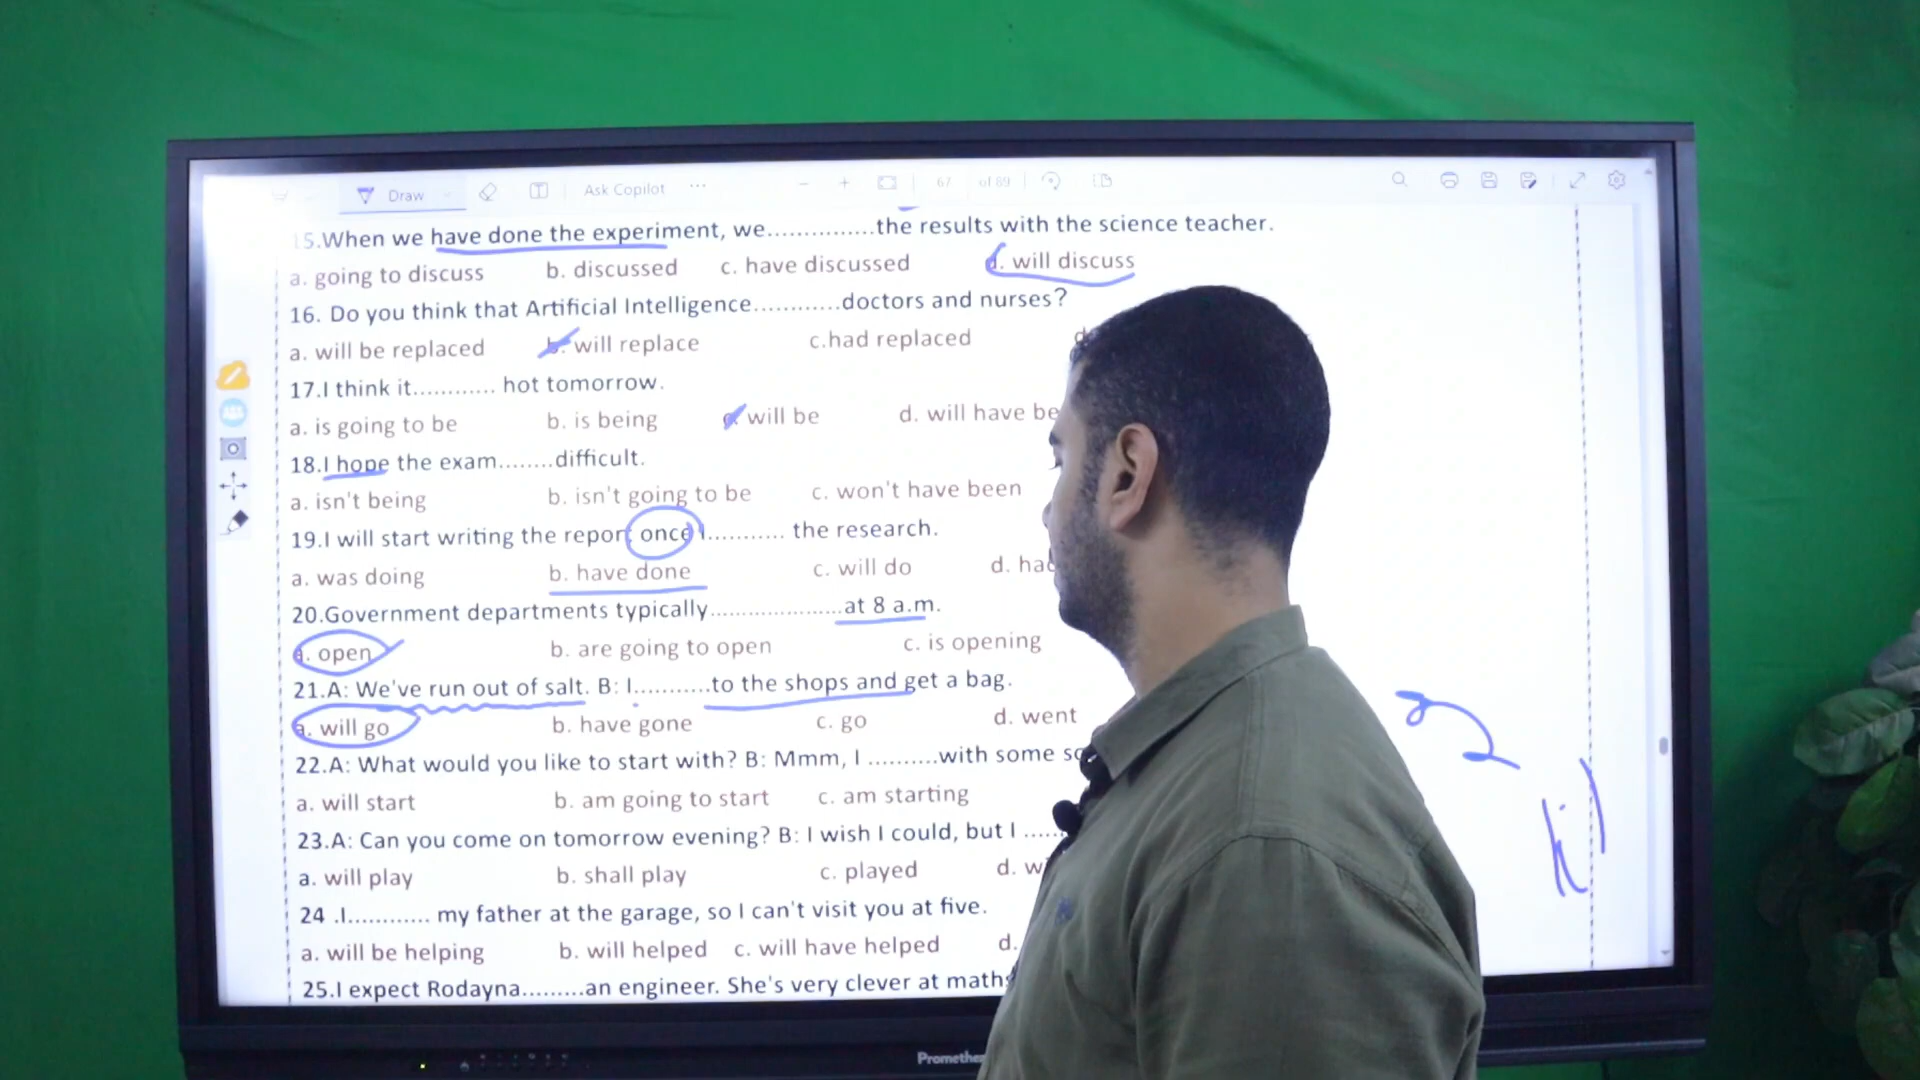 Draw Ask Copilot ... 67 of 89
15.When we have done the experiment, we...............the results with the science teacher.
a. going to discuss b. discussed c. have discussed d. will discuss
16. Do you think that Artificial Intelligence............doctors and nurses?
a. will be replaced b. will replace c.had replaced
17.I think it............ hot tomorrow.
a. is going to be b. is being will be d. will have be
18.I hope the exam........difficult.
a. isn't being b. isn't going to be c. won't have been
19.I will start writing the report once I............ the research.
a. was doing b. have done c. will do d. had
20.Government departments typically.....................at 8 a.m.
a. open b. are going to open c. is opening
21.A: We've run out of salt. B: I............to the shops and get a bag.
a. will go b. have gone c. go d. went
22.A: What would you like to start with? B: Mmm, I ..........with some
a. will start b. am going to start c. am starting
23.A: Can you come on tomorrow evening? B: I wish I could, but I ......
a. will play b. shall play c. played d.
24 .I............ my father at the garage, so I can't visit you at five.
a. will be helping b. will helped c. will have helped d.
25.I expect Rodayna.........an engineer. She's very clever at maths